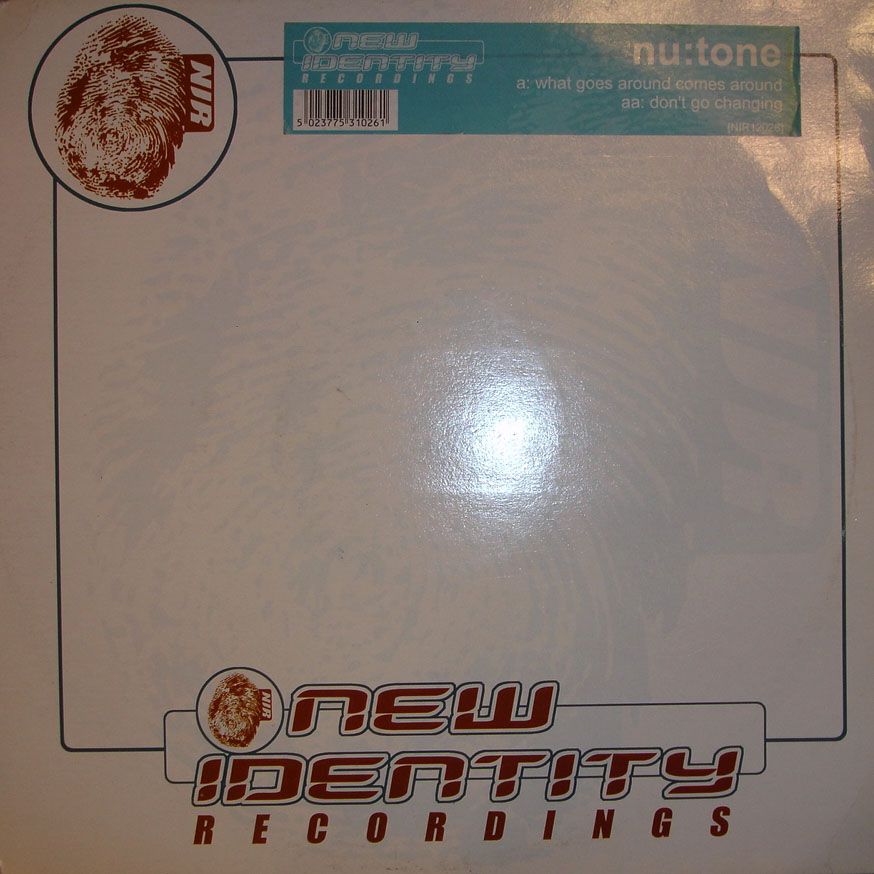 NIR
NEW
IDENTITY
RECORDINGS
5 023775 310261
nu:tone
a: what goes around comes around
aa: don't go changing
[NIR12026]
NIR
NEW
IDENTITY
RECORDINGS